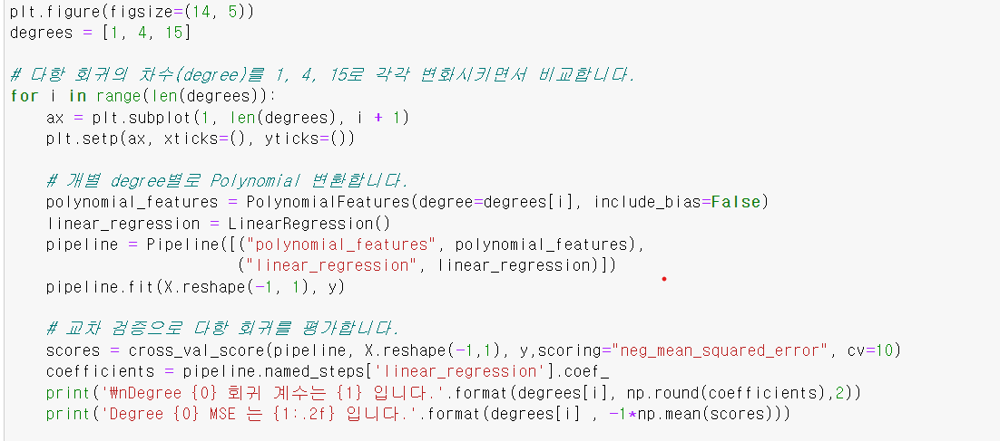 plt.figure(figsize=(14, 5))
degrees = [1, 4, 15]
# 다항 회귀의 차수(degree)를 1, 4, 15로 각각 변화시키면서 비교합니다.
for i in range(len(degrees)):
    ax = plt.subplot(1, len(degrees), i + 1)
    plt.setp(ax, xticks=(), yticks=())
    # 개별 degree별로 Polynomial 변환합니다.
    polynomial_features = PolynomialFeatures(degree=degrees[i], include_bias=False)
    linear_regression = LinearRegression()
    pipeline = Pipeline([("polynomial_features", polynomial_features),
                         ("linear_regression", linear_regression)])
    pipeline.fit(X.reshape(-1, 1), y)
    # 교차 검증으로 다항 회귀를 평가합니다.
    scores = cross_val_score(pipeline, X.reshape(-1,1), y,scoring="neg_mean_squared_error", cv=10)
    coefficients = pipeline.named_steps['linear_regression'].coef_
    print('₩nDegree {0} 회귀 계수는 {1} 입니다.'.format(degrees[i], np.round(coefficients),2))
    print('Degree {0} MSE 는 {1:.2f} 입니다.'.format(degrees[i] , -1*np.mean(scores)))